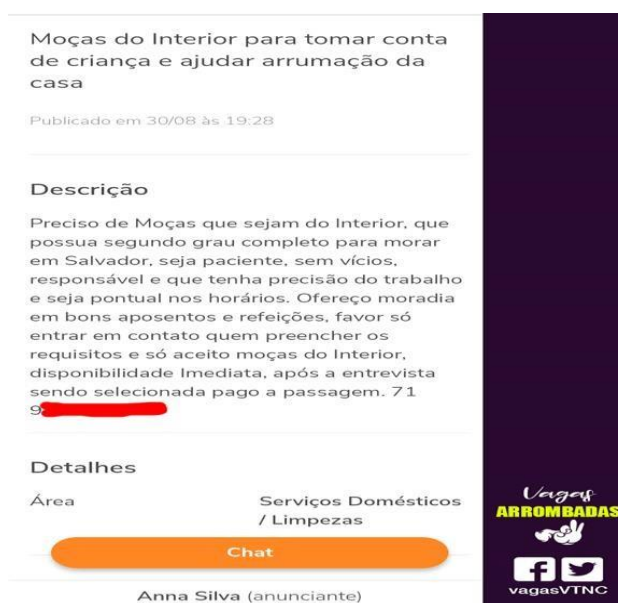 Moças do Interior para tomar conta
de criança e ajudar arrumação da
casa
Publicado em 30/08 às 19:28
Descrição
Preciso de Moças que sejam do Interior, que
possua segundo grau completo para morar
em Salvador, seja paciente, sem vícios,
responsável e que tenha precisão do trabalho
e seja pontual nos horários. Ofereço moradia
em bons aposentos e refeições, favor só
entrar em contato quem preencher os
requisitos e só aceito moças do Interior,
disponibilidade Imediata, após a entrevista
sendo selecionada pago a passagem. 71
9
Detalhes
Área
Serviços Domésticos
/ Limpezas
Chat
Anna Silva (anunciante)
Vagas
ARROMBADAS
vagasVTNC